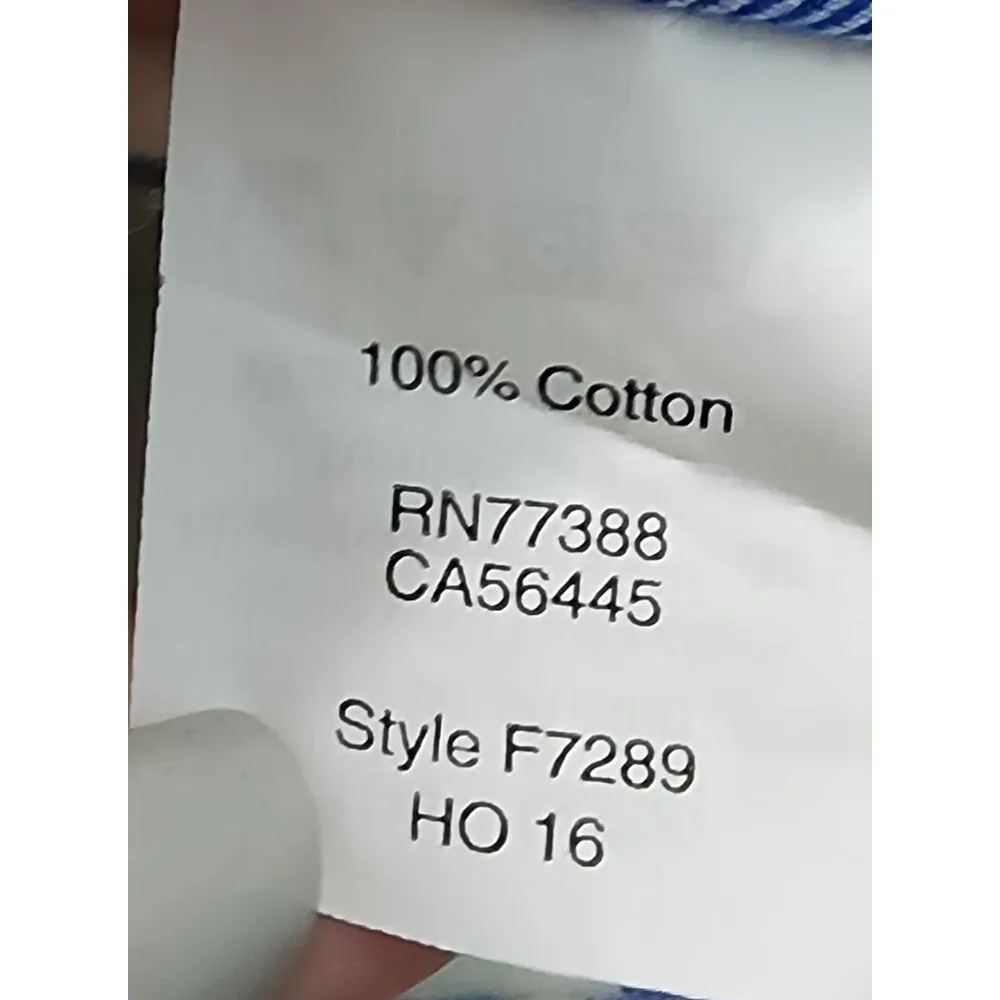 100% Cotton
RN77388
CA56445
Style F7289
HO 16